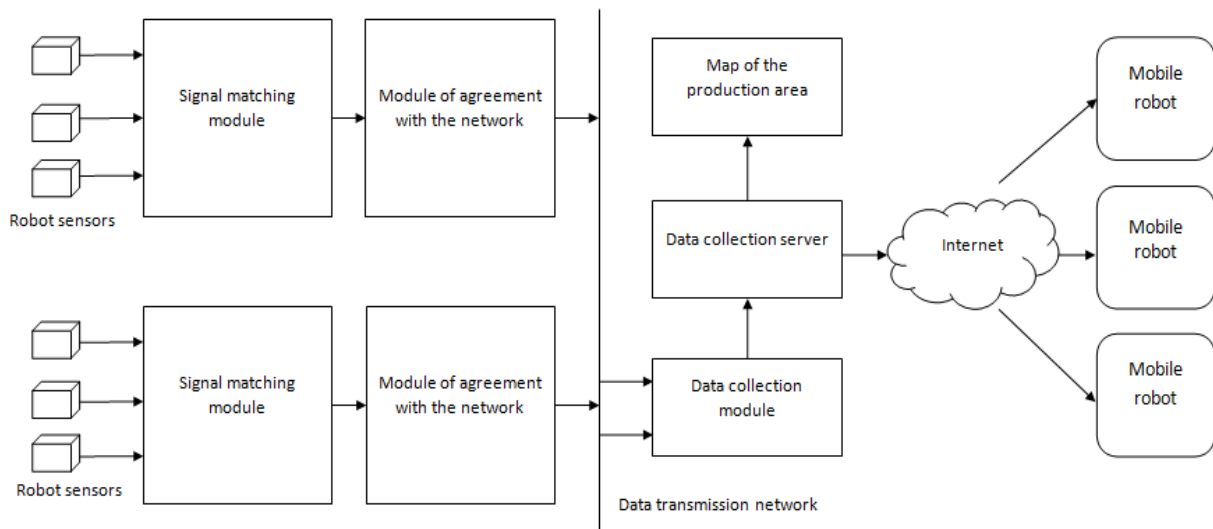 Signal matching
module
Module of agreement
with the network
Robot sensors
Signal matching
module
Module of agreement
with the network
Robot sensors
Map of the
production area
Data collection server
Data collection
module
Data transmission network
Internet
Mobile
robot
Mobile
robot
Mobile
robot